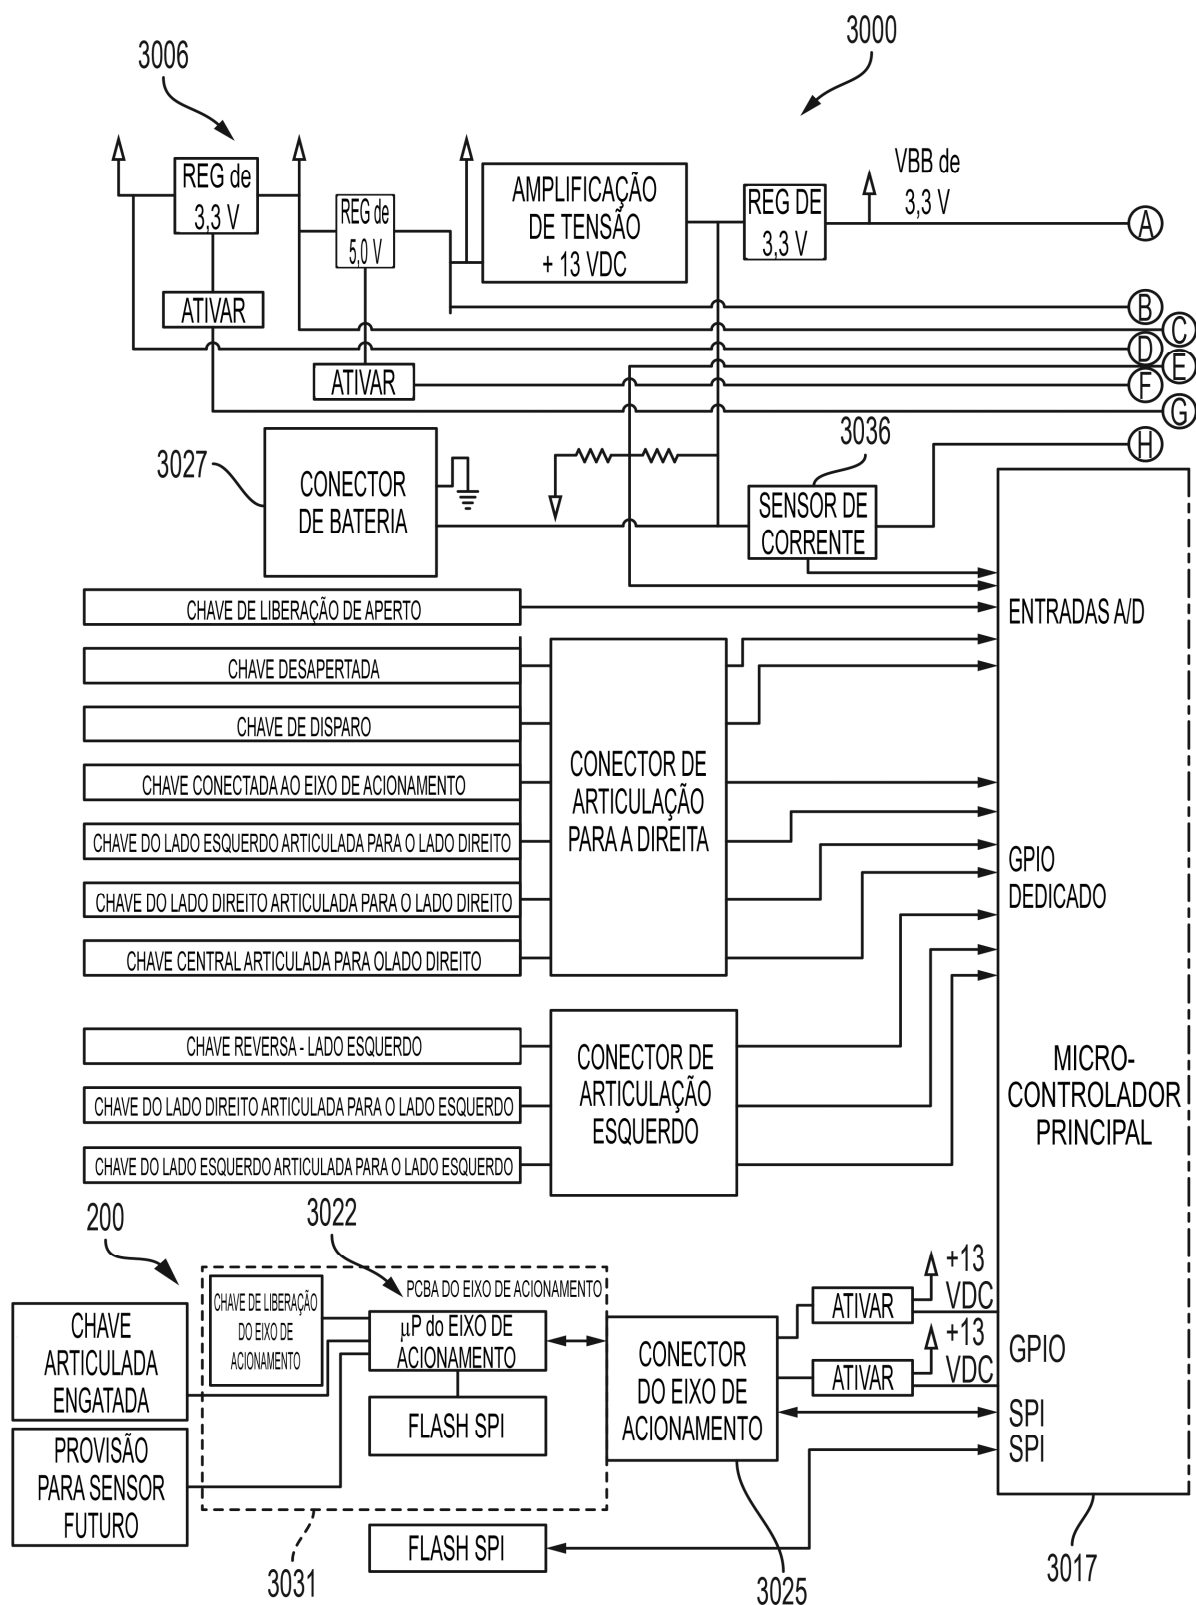 3006
3000
REG de
3,3 V
REG de
5,0 V
AMPLIFICAÇÃO
DE TENSÃO
+ 13 VDC
REG DE
3,3 V
VBB de
3,3 V
A
ATIVAR
B
C
D
E
ATIVAR
F
G
H
3027
CONECTOR
DE BATERIA
3036
SENSOR DE
CORRENTE
CHAVE DE LIBERAÇÃO DE APERTO
ENTRADAS A/D
CHAVE DESAPERTADA
CHAVE DE DISPARO
CHAVE CONECTADA AO EIXO DE ACIONAMENTO
CHAVE DO LADO ESQUERDO ARTICULADA PARA O LADO DIREITO
CHAVE DO LADO DIREITO ARTICULADA PARA O LADO DIREITO
CHAVE CENTRAL ARTICULADA PARA OLADO DIREITO
CONECTOR DE
ARTICULAÇÃO
PARA A DIREITA
GPIO
DEDICADO
CHAVE REVERSA - LADO ESQUERDO
CHAVE DO LADO DIREITO ARTICULADA PARA O LADO ESQUERDO
CHAVE DO LADO ESQUERDO ARTICULADA PARA O LADO ESQUERDO
CONECTOR DE
ARTICULAÇÃO
ESQUERDO
MICRO-
CONTROLADOR
PRINCIPAL
200
3022
PCBA DO EIXO DE ACIONAMENTO
CHAVE DE LIBERAÇÃO
DO EIXO DE
ACIONAMENTO
CHAVE
ARTICULADA
ENGATADA
µP do EIXO DE
ACIONAMENTO
FLASH SPI
CONECTOR
DO EIXO DE
ACIONAMENTO
ATIVAR
+13
VDC
ATIVAR
+13
VDC
GPIO
SPI
SPI
PROVISÃO
PARA SENSOR
FUTURO
FLASH SPI
3031
3025
3017